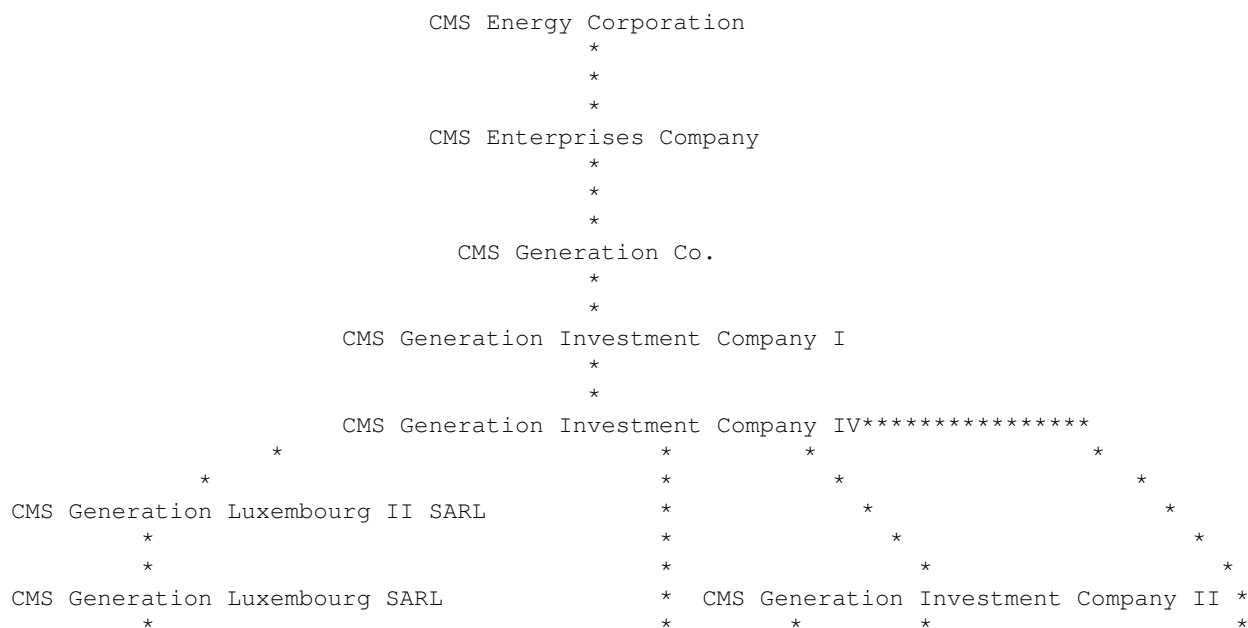 CMS Energy Corporation
*
*
*
CMS Enterprises Company
*
*
*
CMS Generation Co.
*
*
CMS Generation Investment Company I
*
*
CMS Generation Investment Company IV****************
* * * *
* * * *
CMS Generation Luxembourg II SARL * * *
* * * *
* * * *
CMS Generation Luxembourg SARL * CMS Generation Investment Company II *
* * * * *